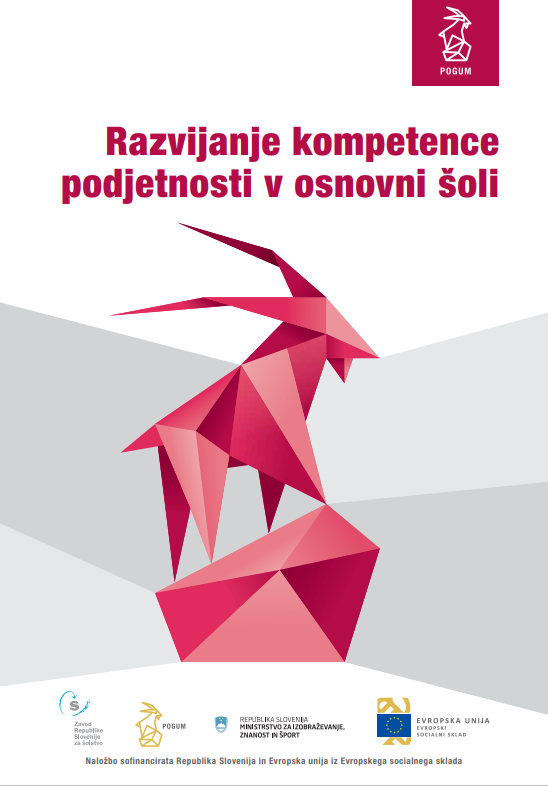 POGUM
Razvijanje kompetence
podjetnosti v osnovni šoli
S
Zavod
Republike
Slovenije
za šolstvo
POGUM
REPUBLIKA SLOVENIJA
MINISTRSTVO ZA IZOBRAŽEVANJE,
ZNANOST IN ŠPORT
EVROPSKA UNIJA
EVROPSKI
SOCIALNI SKLAD
Naložbo sofinancirata Republika Slovenija in Evropska unija iz Evropskega socialnega sklada